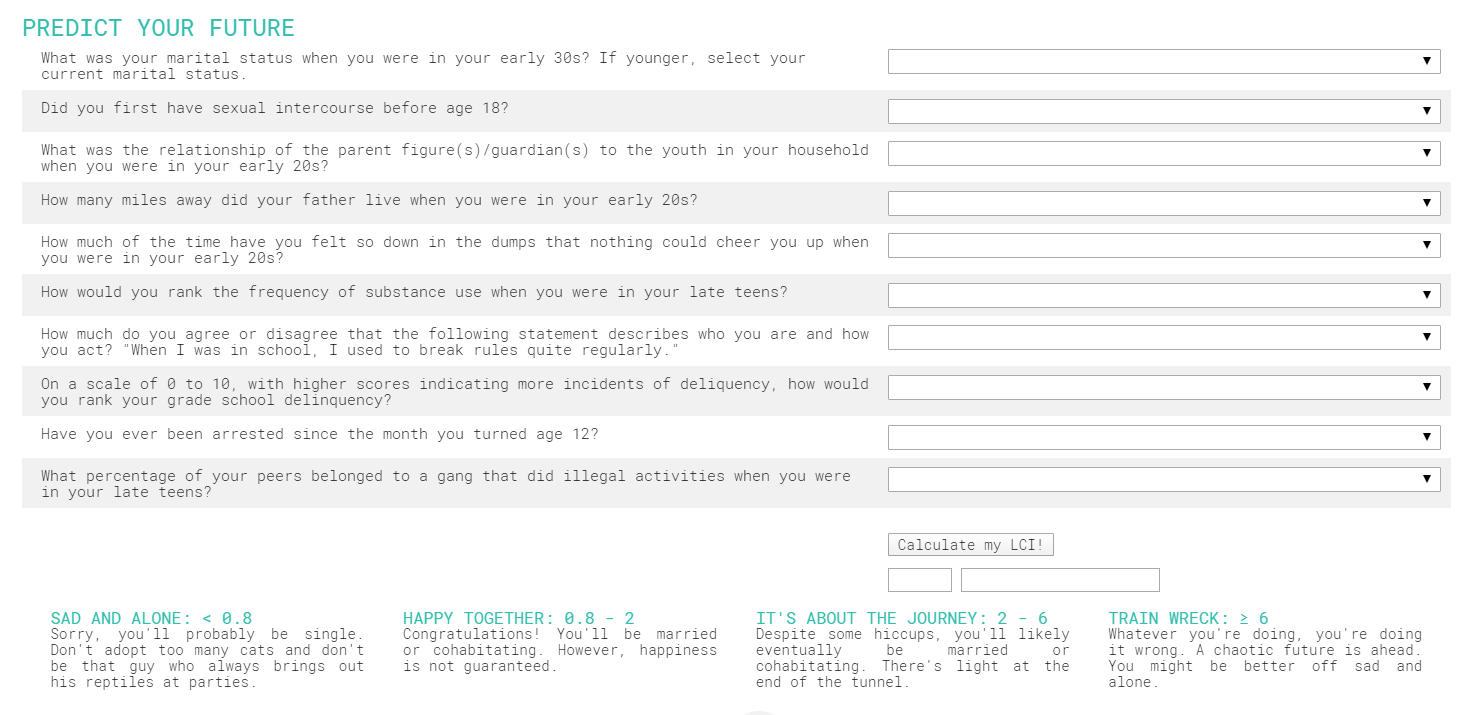 PREDICT YOUR FUTURE
What was your marital status when you were in your early 30s? If younger, select your
current marital status.
Did you first have sexual intercourse before age 18?
What was the relationship of the parent figure(s)/guardian(s) to the youth in your household
when you were in your early 20s?
How many miles away did your father live when you were in your early 20s?
How much of the time have you felt so down in the dumps that nothing could cheer you up when
you were in your early 20s?
How would you rank the frequency of substance use when you were in your late teens?
How much do you agree or disagree that the following statement describes who you are and how
you act? "When I was in school, I used to break rules quite regularly."
On a scale of 0 to 10, with higher scores indicating more incidents of deliquency, how would
you rank your grade school delinquency?
Have you ever been arrested since the month you turned age 12?
What percentage of your peers belonged to a gang that did illegal activities when you were
in your late teens?
Calculate my LCI!
SAD AND ALONE: < 0.8
Sorry, you'll probably be single.
Don't adopt too many cats and don't
be that guy who always brings out
his reptiles at parties.
HAPPY TOGETHER: 0.8 - 2
Congratulations! You'll be married
or cohabitating. However, happiness
is not guaranteed.
IT'S ABOUT THE JOURNEY: 2 - 6
Despite some hiccups, you'll likely
eventually be married or
cohabitating. There's light at the
end of the tunnel.
TRAIN WRECK: ≥ 6
Whatever you're doing, you're doing
it wrong. A chaotic future is ahead.
You might be better off sad and
alone.